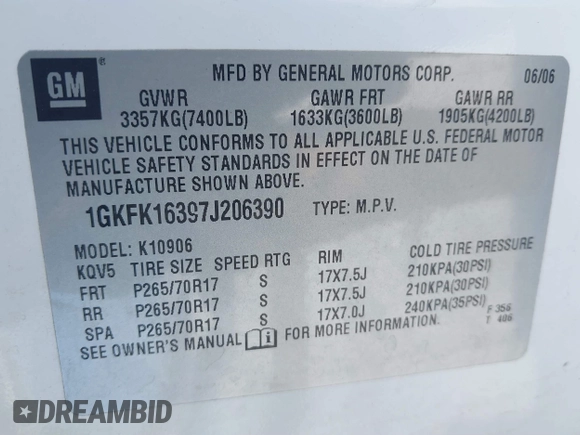 GM ®
MFD BY GENERAL MOTORS CORP. 06/06
GVWR GAWR FRT GAWR RR
3357KG(7400LB) 1633KG(3600LB) 1905KG(4200LB)
THIS VEHICLE CONFORMS TO ALL APPLICABLE U.S. FEDERAL MOTOR
VEHICLE SAFETY STANDARDS IN EFFECT ON THE DATE OF
MANUFACTURE SHOWN ABOVE.
1GKFK16397J206390 TYPE: M.P.V.
MODEL: K10906
KQV5 TIRE SIZE SPEED RTG RIM COLD TIRE PRESSURE
FRT P265/70R17 S 17X7.5J 210KPA(30PSI)
RR P265/70R17 S 17X7.5J 210KPA(30PSI)
SPA P265/70R17 S 17X7.0J 240KPA(35PSI) F 356
SEE OWNER'S MANUAL i FOR MORE INFORMATION. T 406
DREAMBID